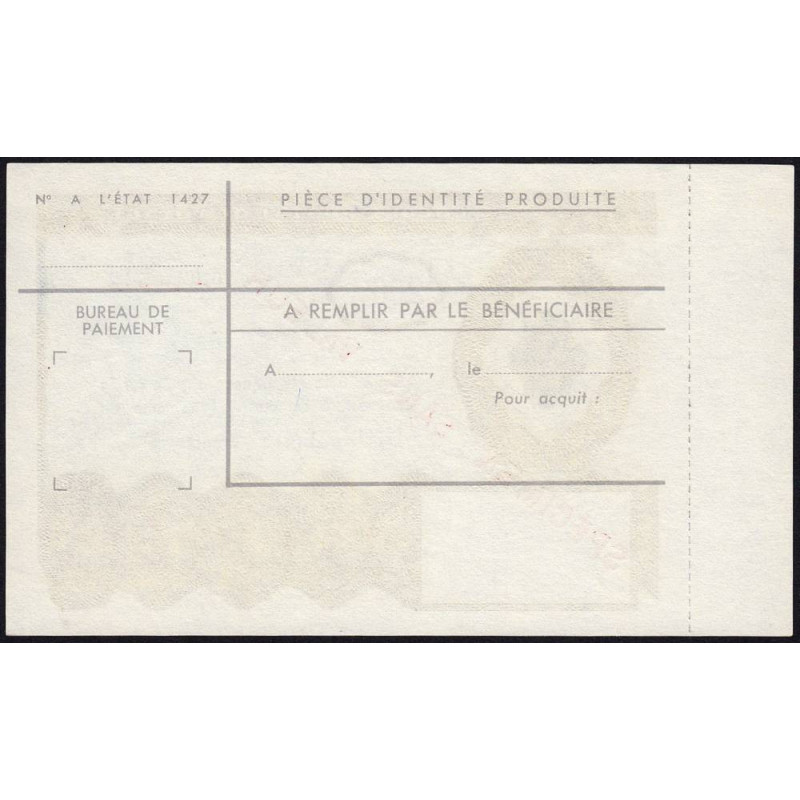 Nº A L'ÉTAT 1427
PIÈCE D'IDENTITÉ PRODUITE
BUREAU DE
PAIEMENT
A REMPLIR PAR LE BÉNÉFICIAIRE
A ............................, le ............................
Pour acquit :